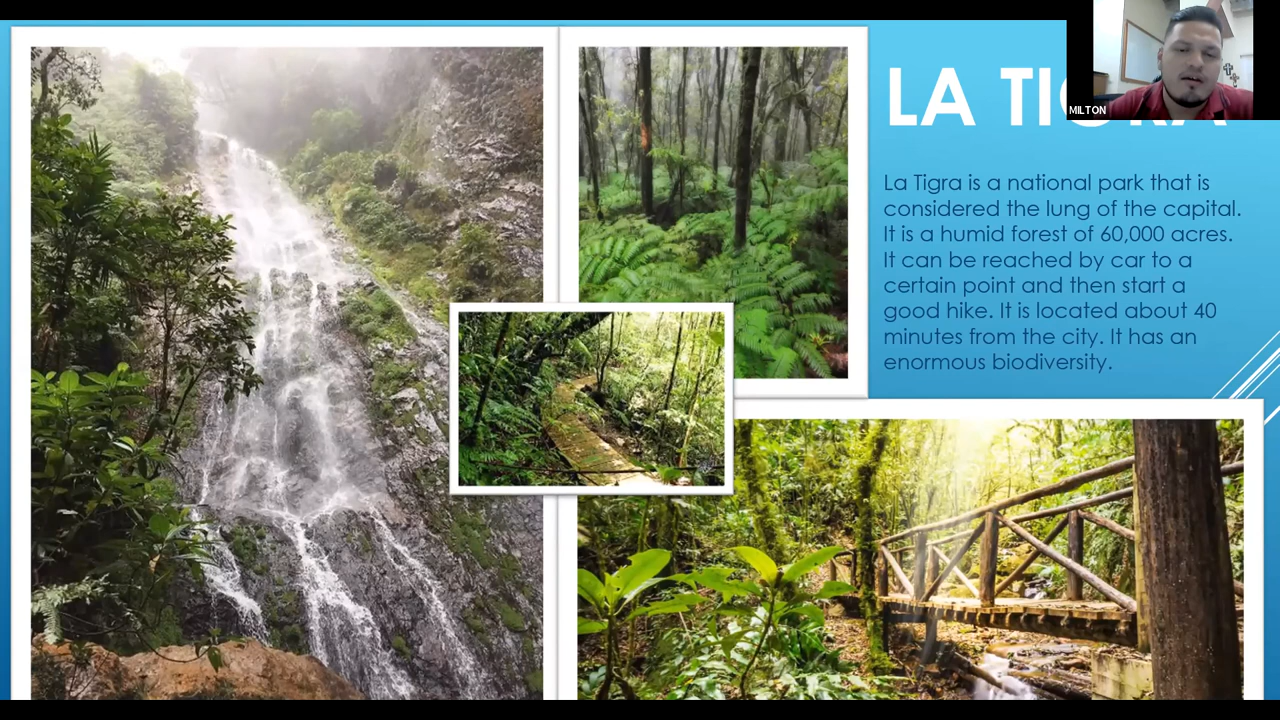 LA TIGRA
MILTON
La Tigra is a national park that is
considered the lung of the capital.
It is a humid forest of 60,000 acres.
It can be reached by car to a
certain point and then start a
good hike. It is located about 40
minutes from the city. It has an
enormous biodiversity.